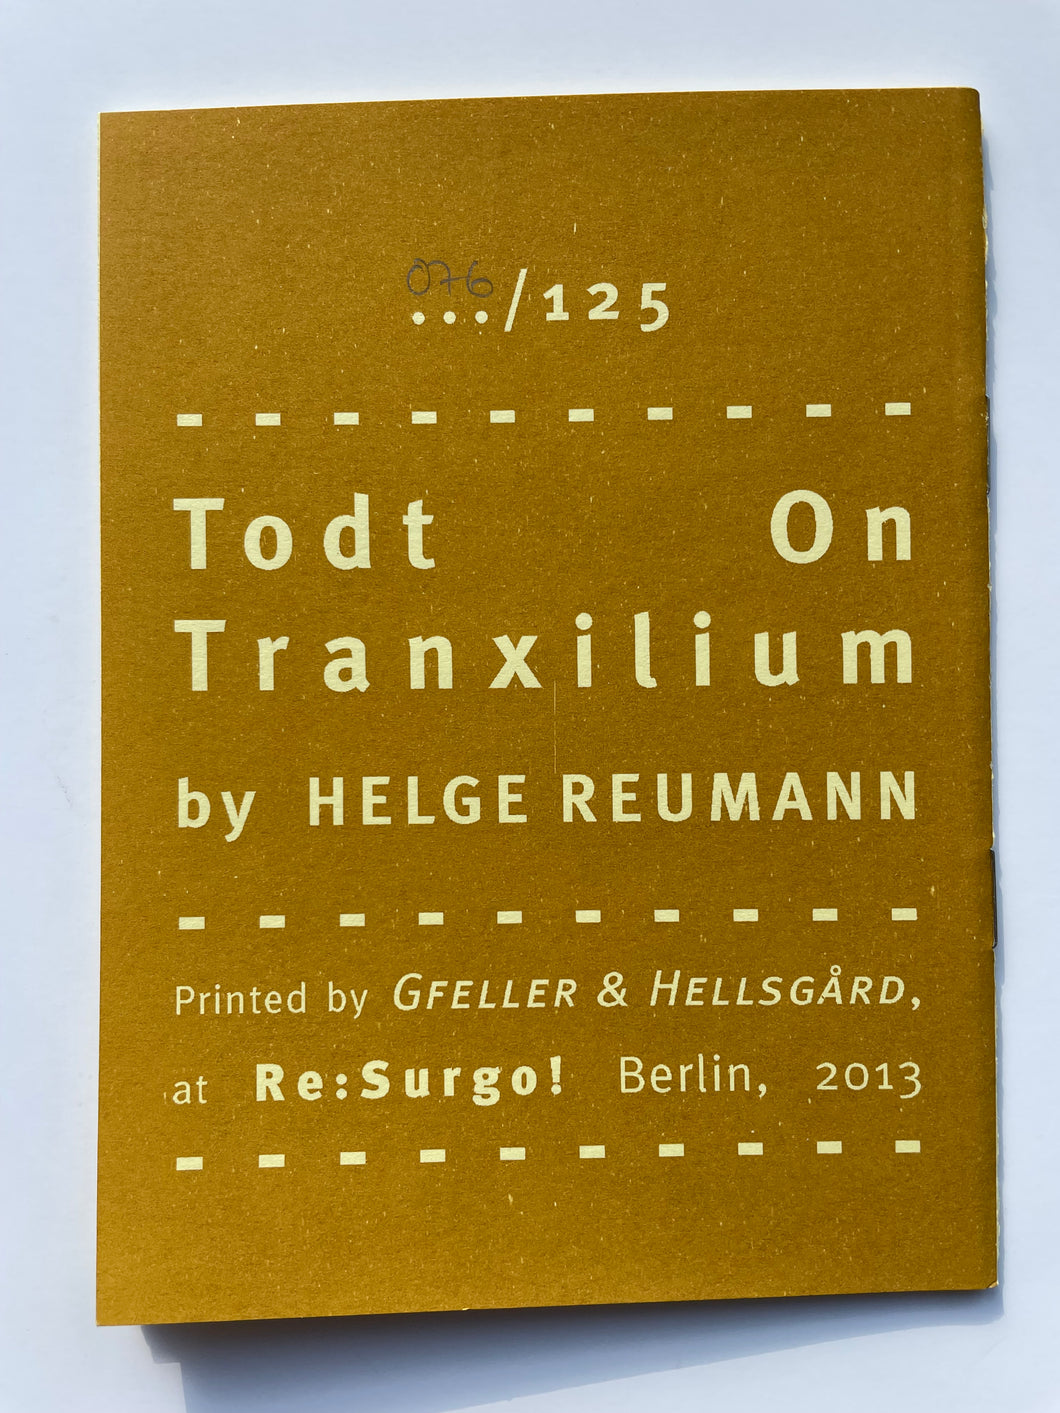 076
.../125
Todt On
Tranxilium
by HELGE REUMANN
Printed by GFELLER & HELLSGÅRD,
at Re:Surgo! Berlin, 2013